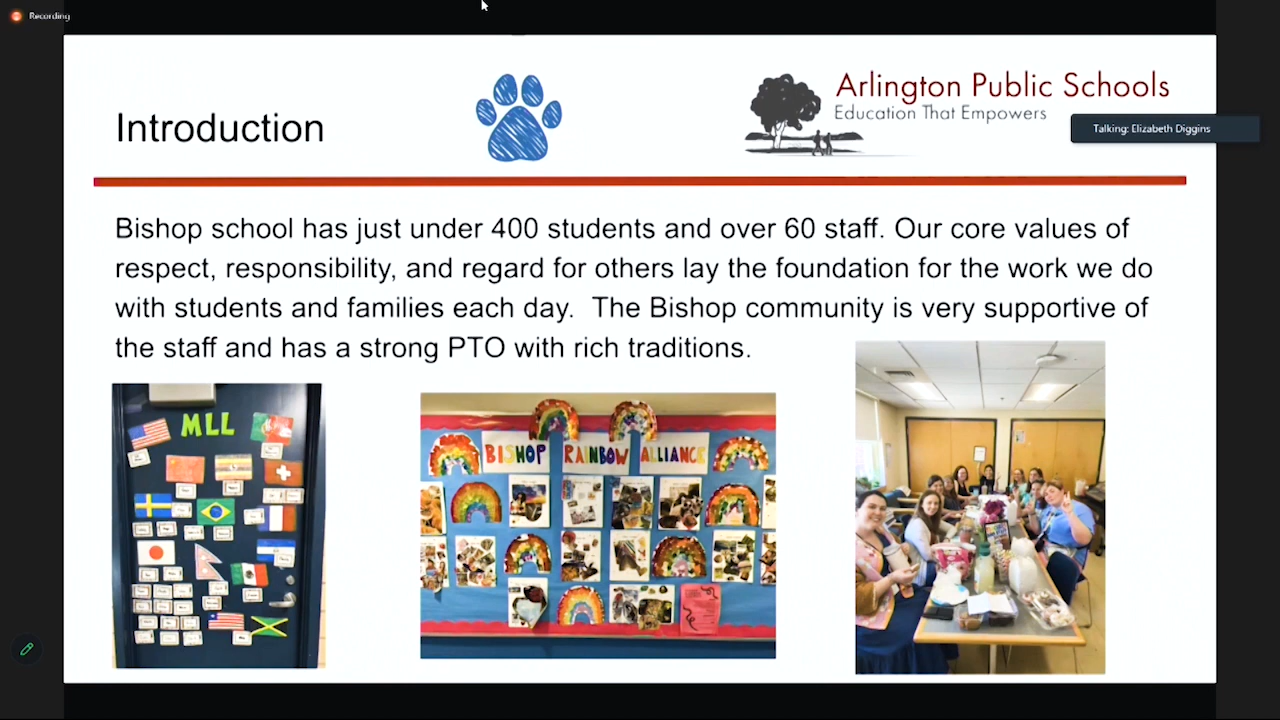 Recording
Arlington Public Schools
Education That Empowers
Talking: Elizabeth Diggins
Introduction
Bishop school has just under 400 students and over 60 staff. Our core values of
respect, responsibility, and regard for others lay the foundation for the work we do
with students and families each day.  The Bishop community is very supportive of
the staff and has a strong PTO with rich traditions.
MLL
BISHOP RAINBOW ALLIANCE